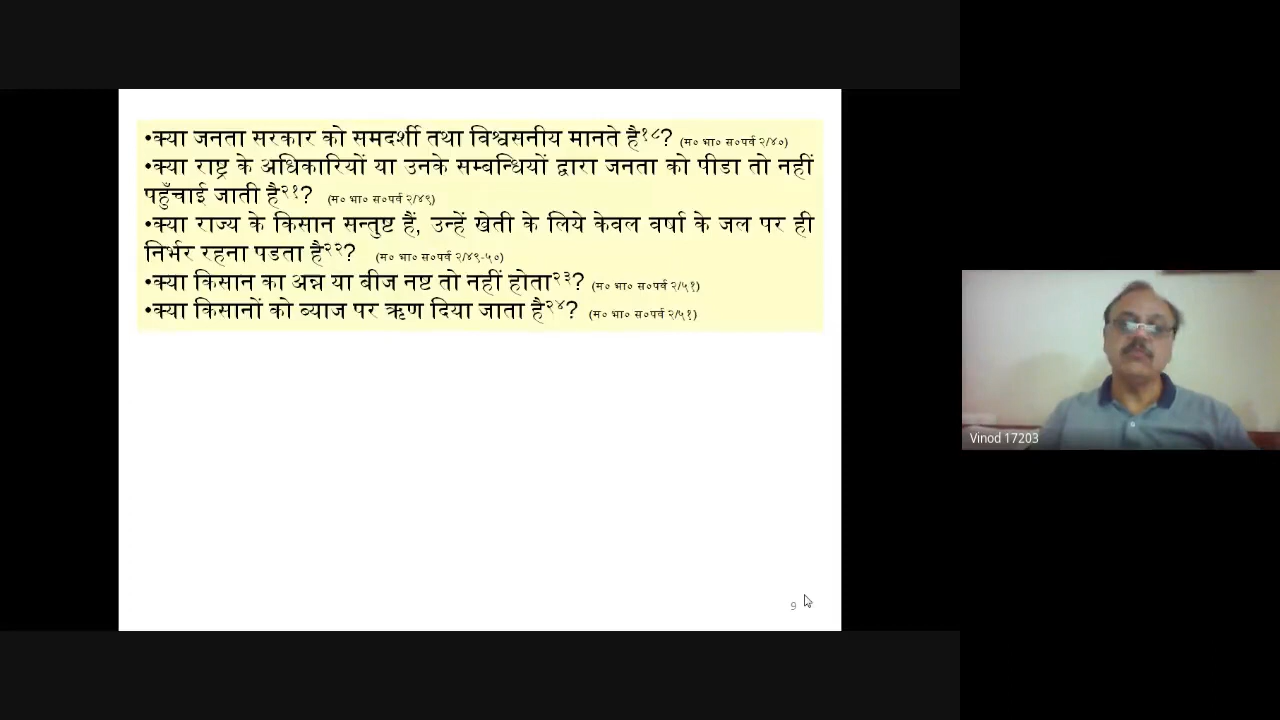 •क्या जनता सरकार को समदर्शी तथा विश्वसनीय मानते है१८? (म० भा० स०पर्व २/४०)
•क्या राष्ट्र के अधिकारियों या उनके सम्बन्धियों द्वारा जनता को पीडा तो नहीं
पहुँचाई जाती है२१? (म० भा० स०पर्व २/४९)
•क्या राज्य के किसान सन्तुष्ट हैं, उन्हें खेती के लिये केवल वर्षा के जल पर ही
निर्भर रहना पडता है२२? (म० भा० स०पर्व २/४९-५०)
•क्या किसान का अन्न या बीज नष्ट तो नहीं होता२३? (म० भा० स०पर्व २/५१)
•क्या किसानों को ब्याज पर ऋण दिया जाता है२४? (म० भा० स०पर्व २/५१)
Vinod 17203
9